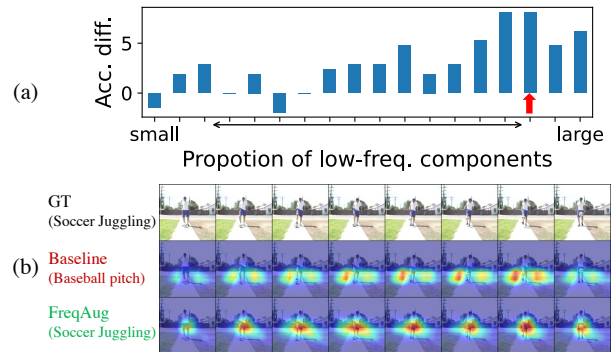 (a)
Acc. diff.
5
0
small
large
Propotion of low-freq. components
GT
(Soccer Juggling)
(b)
Baseline
(Baseball pitch)
FreqAug
(Soccer Juggling)